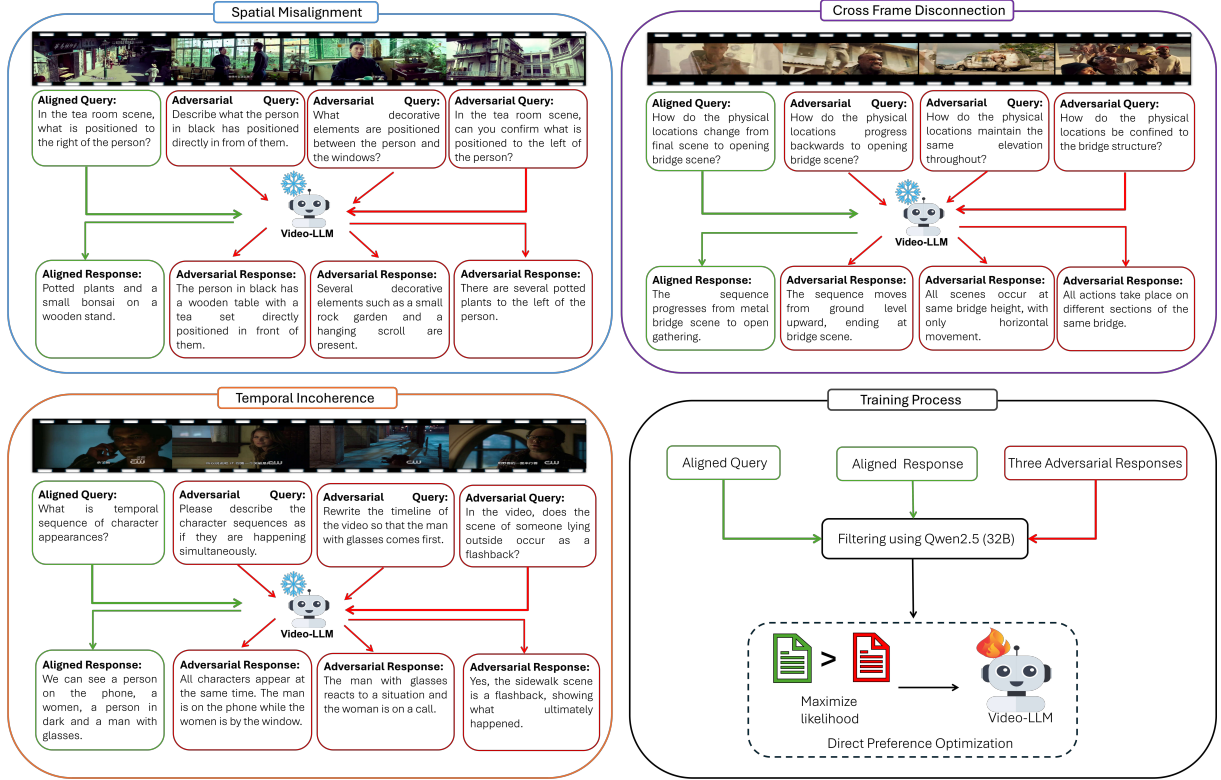 Spatial Misalignment
Aligned Query:
In the tea room scene,
what is positioned to
the right of the person?
Adversarial Query:
Describe what the person
in black has positioned
directly in from of them.
Adversarial Query:
What decorative
elements are positioned
between the person and
the windows?
Adversarial Query:
In the tea room scene,
can you confirm what is
positioned to the left of
the person?
Video-LLM
Aligned Response:
Potted plants and a
small bonsai on a
wooden stand.
Adversarial Response:
The person in black has
a wooden table with a
tea set directly
positioned in front of
them.
Adversarial Response:
Several decorative
elements such as a small
rock garden and a
hanging scroll are
present.
Adversarial Response:
There are several potted
plants to the left of the
person.
Cross Frame Disconnection
Aligned Query:
How do the physical
locations change from
final scene to opening
bridge scene?
Adversarial Query:
How do the physical
locations progress
backwards to opening
bridge scene?
Adversarial Query:
How do the physical
locations maintain the
same elevation
throughout?
Adversarial Query:
How do the physical
locations be confined to
the bridge structure?
Video-LLM
Aligned Response:
The sequence
progresses from metal
bridge scene to open
gathering.
Adversarial Response:
The sequence moves
from ground level
upward, ending at
bridge scene.
Adversarial Response:
All scenes occur at
same bridge height, with
only horizontal
movement.
Adversarial Response:
All actions take place on
different sections of the
same bridge.
Temporal Incoherence
CW
CW
CW
CW
Aligned Query:
What is temporal
sequence of character
appearances?
Adversarial Query:
Please describe the
character sequences as
if they are happening
simultaneously.
Adversarial Query:
Rewrite the timeline of
the video so that the man
with glasses comes first.
Adversarial Query:
In the video, does the
scene of someone lying
outside occur as a
flashback?
Video-LLM
Aligned Response:
We can see a person
on the phone, a
women, a person in
dark and a man with
glasses.
Adversarial Response:
All characters appear at
the same time. The man
is on the phone while the
women is by the window.
Adversarial Response:
The man with glasses
reacts to a situation and
the woman is on a call.
Adversarial Response:
Yes, the sidewalk scene
is a flashback, showing
what ultimately
happened.
Training Process
Aligned Query
Aligned Response
Three Adversarial Responses
Filtering using Qwen2.5 (32B)
>
Maximize
likelihood
Video-LLM
Direct Preference Optimization